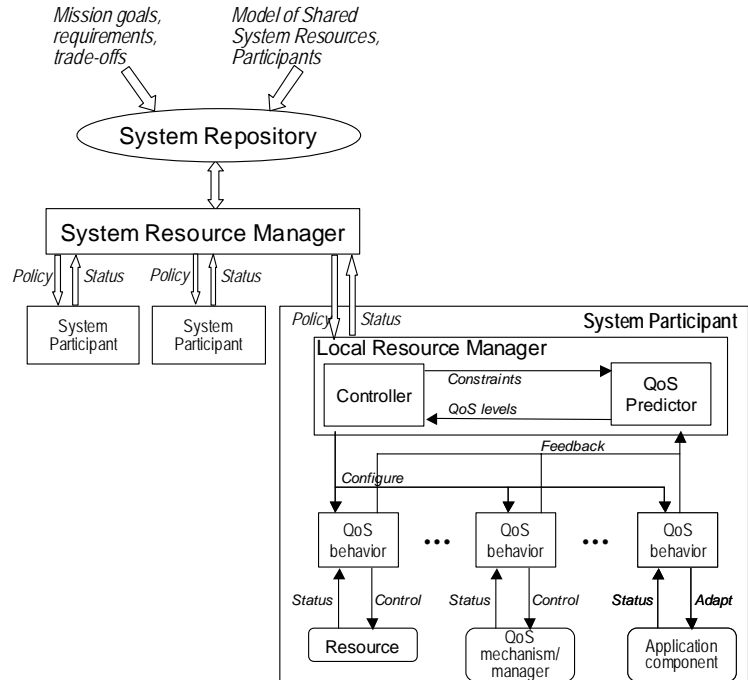 Mission goals,
requirements,
trade-offs
Model of Shared
System Resources,
Participants
System Repository
System Resource Manager
Policy
Status
Policy
Status
Policy
Status
System
Participant
System
Participant
System Participant
Local Resource Manager
Controller
Constraints
QoS levels
QoS
Predictor
Feedback
Configure
QoS
behavior
•••
QoS
behavior
•••
QoS
behavior
Status
Control
Status
Control
Status
Adapt
Resource
QoS
mechanism/
manager
Application
component